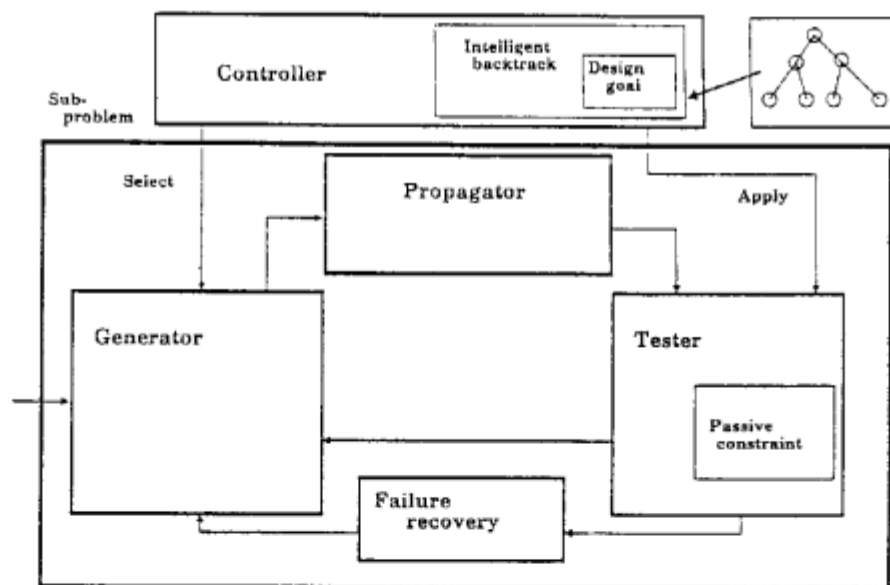 Controller
Intelligent
backtrack
Design
goal
Sub-
problem
Select
Propagator
Apply
Generator
Tester
Passive
constraint
Failure
recovery